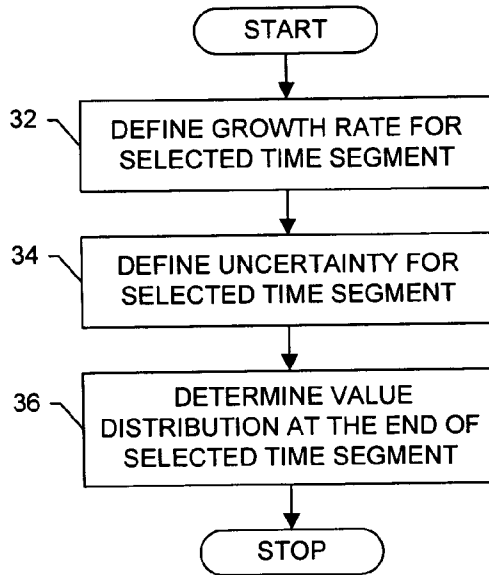 START
32
DEFINE GROWTH RATE FOR
SELECTED TIME SEGMENT
34
DEFINE UNCERTAINTY FOR
SELECTED TIME SEGMENT
36
DETERMINE VALUE
DISTRIBUTION AT THE END OF
SELECTED TIME SEGMENT
STOP